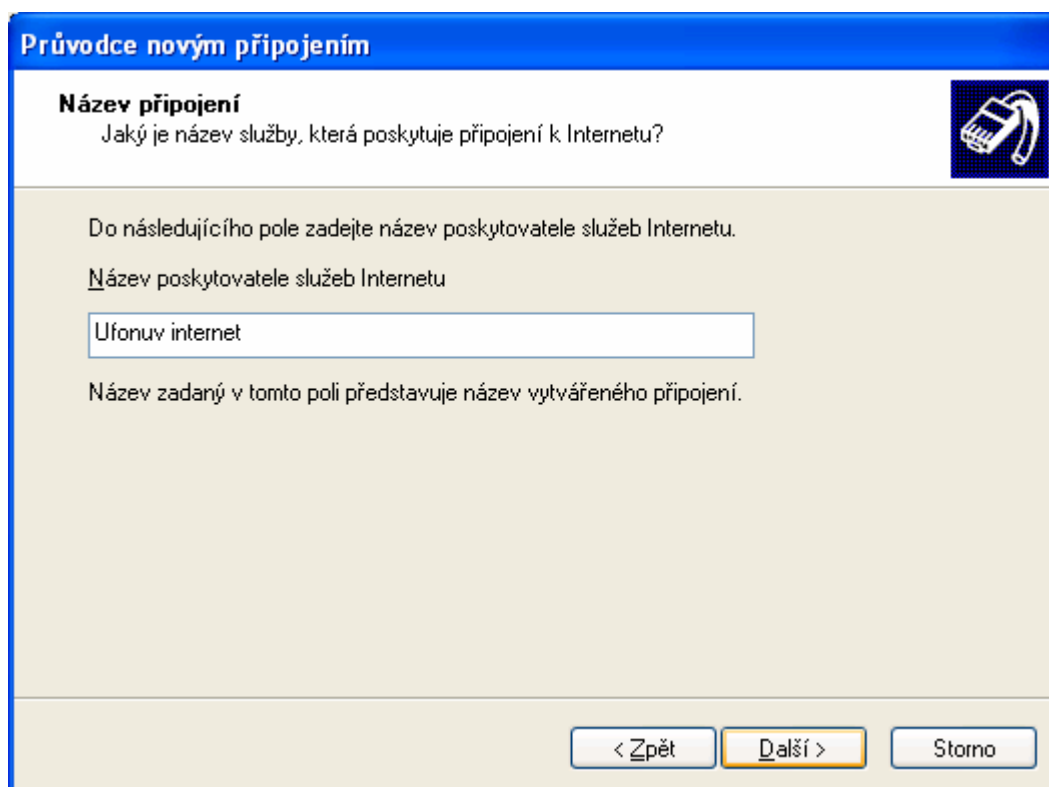 Průvodce novým připojením
Název připojení
Jaký je název služby, která poskytuje připojení k Internetu?
Do následujícího pole zadejte název poskytovatele služeb Internetu.
Název poskytovatele služeb Internetu
Ufonuv internet
Název zadaný v tomto poli představuje název vytvářeného připojení.
< Zpět Další > Storno